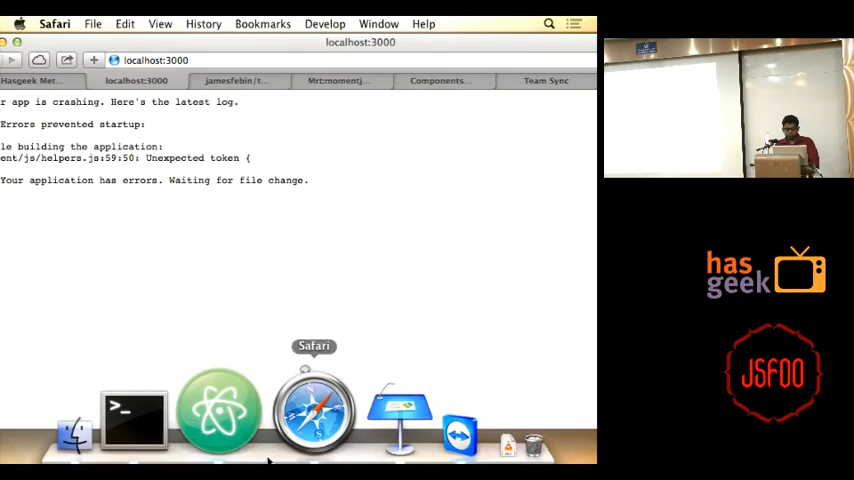 Safari File Edit View History Bookmarks Develop Window Help
localhost:3000
localhost:3000
Hasgeek Met... localhost:3000 jamesfebin/t... Mrt:momentj... Components... Team Sync
r app is crashing. Here's the latest log.
Errors prevented startup:
le building the application:
ent/js/helpers.js:59:50: Unexpected token {
Your application has errors. Waiting for file change.
Safari
>_
has
geek
JSFOO